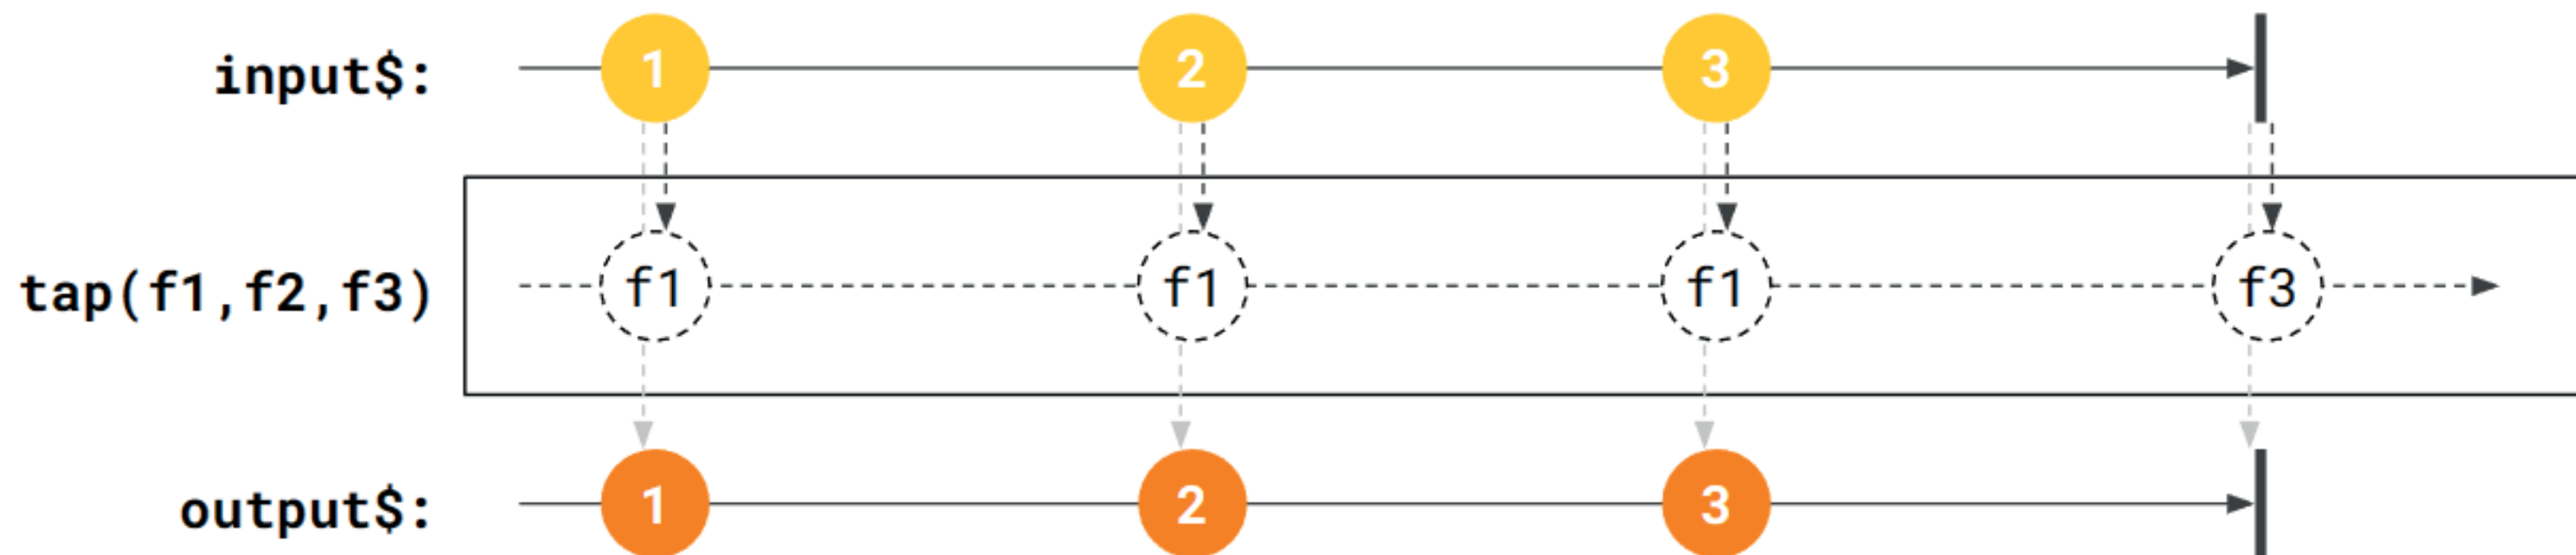 input$: 1 2 3
tap(f1,f2,f3) f1 f1 f1 f3
output$: 1 2 3